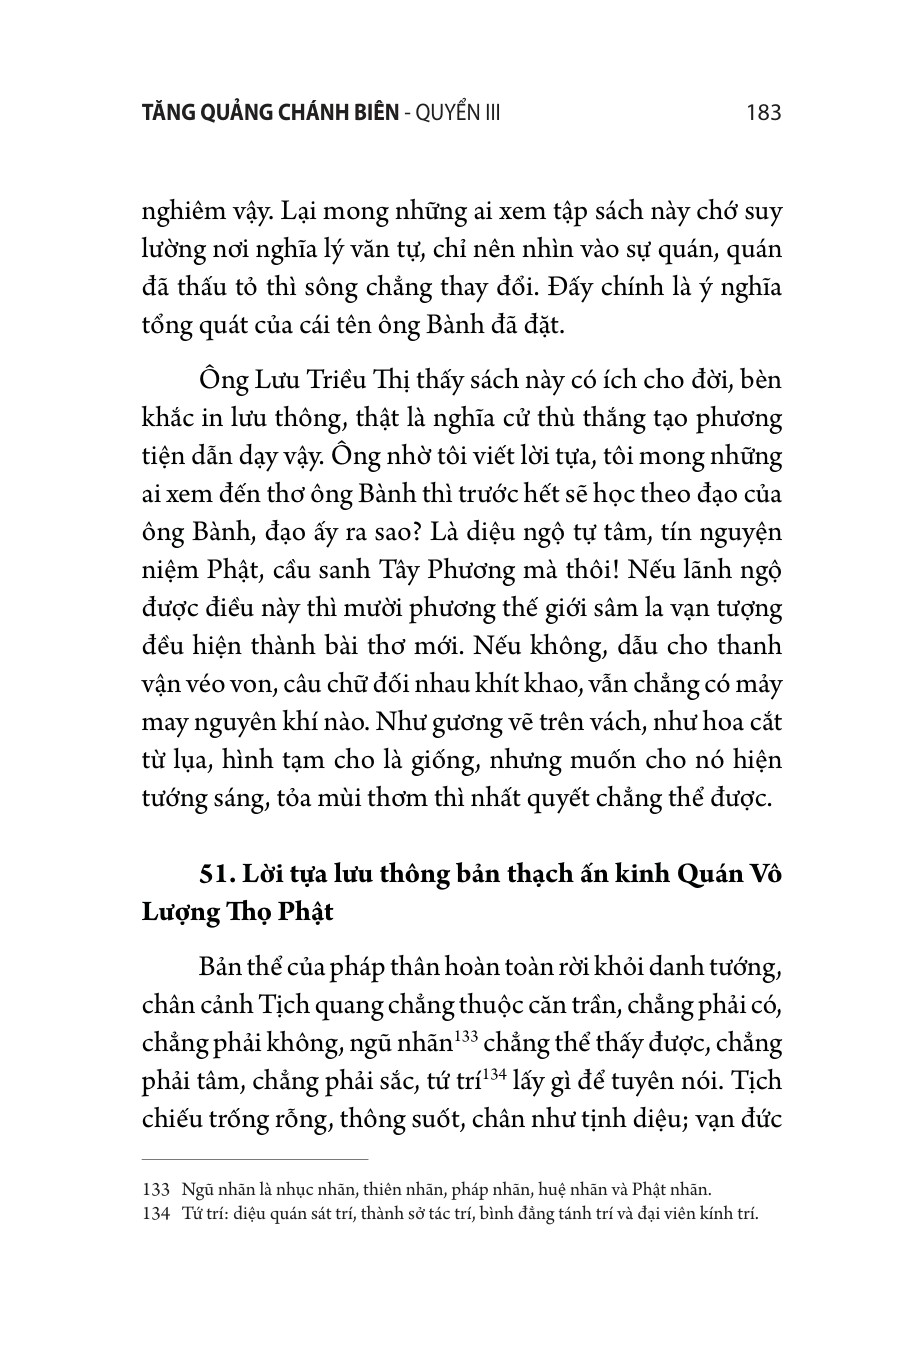 TĂNG QUẢNG CHÁNH BIÊN - QUYỂN III 183
nghiêm vậy. Lại mong những ai xem tập sách này chớ suy
lường nơi nghĩa lý văn tự, chỉ nên nhìn vào sự quán, quán
đã thấu tỏ thì sông chẳng thay đổi. Đấy chính là ý nghĩa
tổng quát của cái tên ông Bành đã đặt.
Ông Lưu Triều Thị thấy sách này có ích cho đời, bèn
khắc in lưu thông, thật là nghĩa cử thù thắng tạo phương
tiện dẫn dạy vậy. Ông nhờ tôi viết lời tựa, tôi mong những
ai xem đến thơ ông Bành thì trước hết sẽ học theo đạo của
ông Bành, đạo ấy ra sao? Là diệu ngộ tự tâm, tín nguyện
niệm Phật, cầu sanh Tây Phương mà thôi! Nếu lãnh ngộ
được điều này thì mười phương thế giới sâm la vạn tượng
đều hiện thành bài thơ mới. Nếu không, dẫu cho thanh
vận véo von, câu chữ đối nhau khít khao, vẫn chẳng có mảy
may nguyên khí nào. Như gương vẽ trên vách, như hoa cắt
từ lụa, hình tạm cho là giống, nhưng muốn cho nó hiện
tướng sáng, tỏa mùi thơm thì nhất quyết chẳng thể được.
51. Lời tựa lưu thông bản thạch ấn kinh Quán Vô
Lượng Thọ Phật
Bản thể của pháp thân hoàn toàn rời khỏi danh tướng,
chân cảnh Tịch quang chẳng thuộc căn trần, chẳng phải có,
chẳng phải không, ngũ nhãn133 chẳng thể thấy được, chẳng
phải tâm, chẳng phải sắc, tứ trí134 lấy gì để tuyên nói. Tịch
chiếu trống rỗng, thông suốt, chân như tịnh diệu; vạn đức
133 Ngũ nhãn là nhục nhãn, thiên nhãn, pháp nhãn, huệ nhãn và Phật nhãn.
134 Tứ trí: diệu quán sát trí, thành sở tác trí, bình đẳng tánh trí và đại viên kính trí.